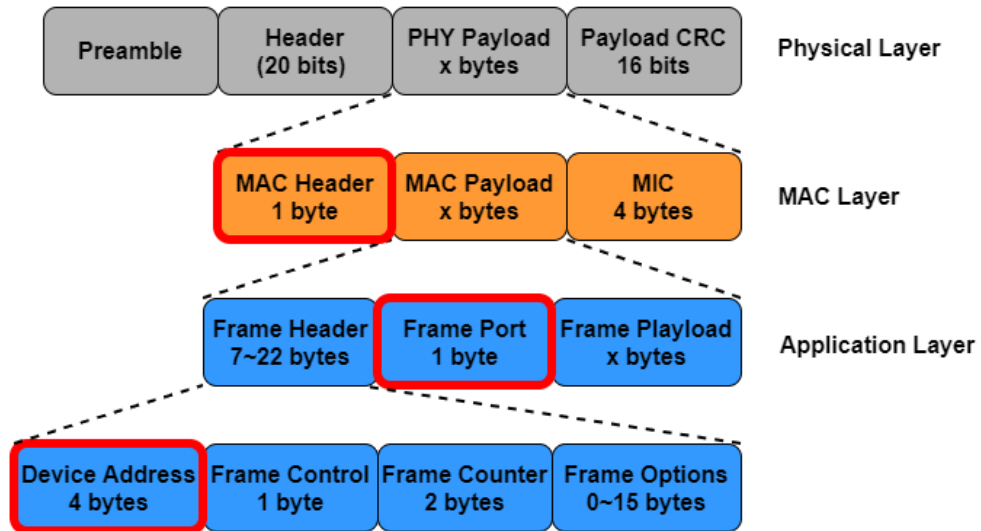 Preamble
Header
(20 bits)
PHY Payload
x bytes
Payload CRC
16 bits
Physical Layer
MAC Header
1 byte
MAC Payload
x bytes
MIC
4 bytes
MAC Layer
Frame Header
7~22 bytes
Frame Port
1 byte
Frame Playload
x bytes
Application Layer
Device Address
4 bytes
Frame Control
1 byte
Frame Counter
2 bytes
Frame Options
0~15 bytes